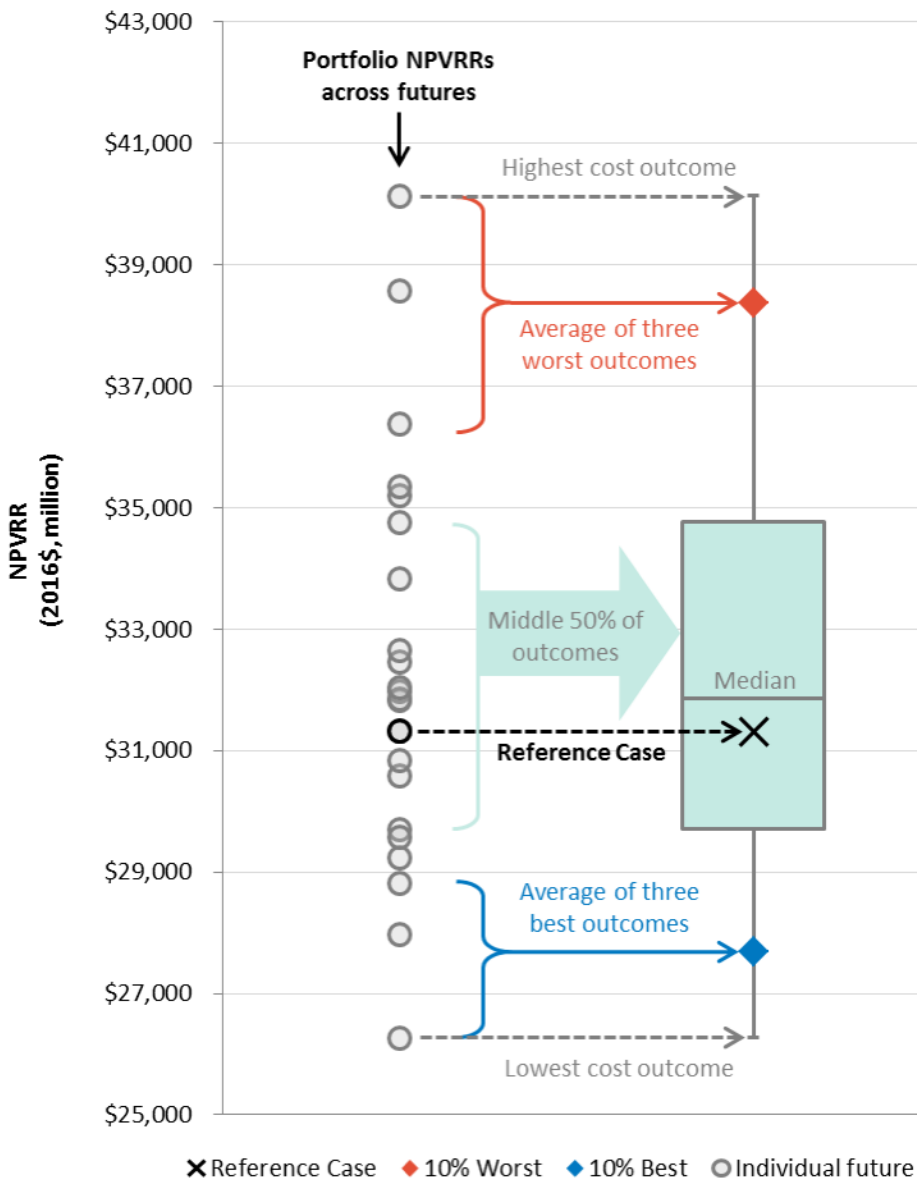 $43,000
Portfolio NPVRRs
across futures
$41,000
Highest cost outcome
$39,000
Average of three
worst outcomes
$37,000
NPVRR
(2016$, million)
$35,000
$33,000
Middle 50% of
outcomes
Median
$31,000
Reference Case
$29,000
Average of three
best outcomes
$27,000
Lowest cost outcome
$25,000
Reference Case 10% Worst 10% Best Individual future